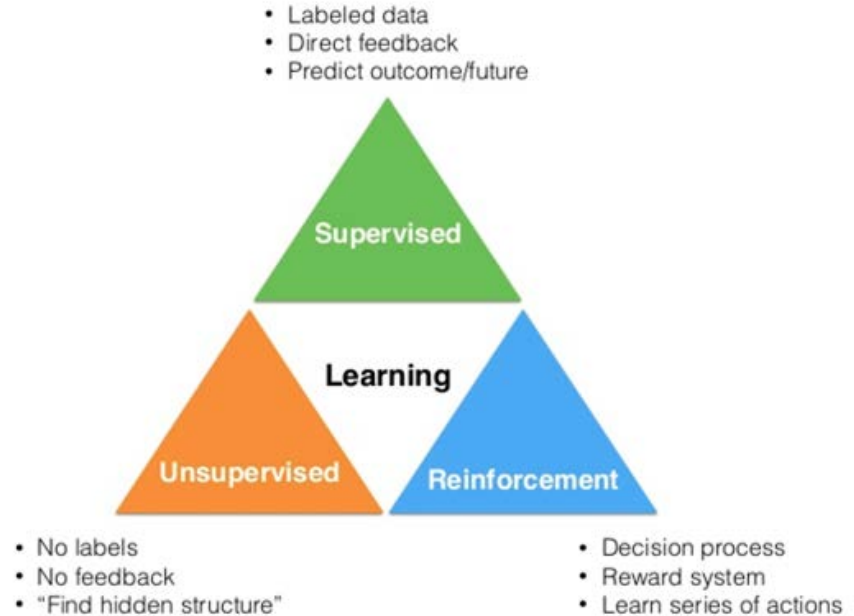 • Labeled data
• Direct feedback
• Predict outcome/future
Supervised
Learning
Unsupervised
Reinforcement
• No labels
• No feedback
• "Find hidden structure"
• Decision process
• Reward system
• Learn series of actions